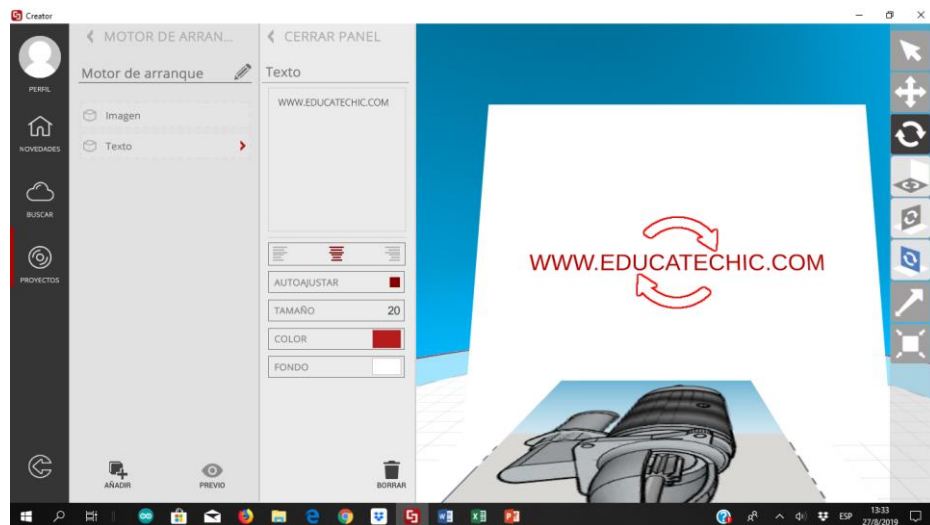 Creator
PERFIL
NOVEDADES
BUSCAR
PROYECTOS
MOTOR DE ARRAN...
Motor de arranque
Imagen
Texto
AÑADIR
PREVIO
CERRAR PANEL
Texto
WWW.EDUCATECHIC.COM
AUTOAJUSTAR
TAMAÑO 20
COLOR
FONDO
BORRAR
WWW.EDUCATECHIC.COM
ESP
13:33
27/8/2019